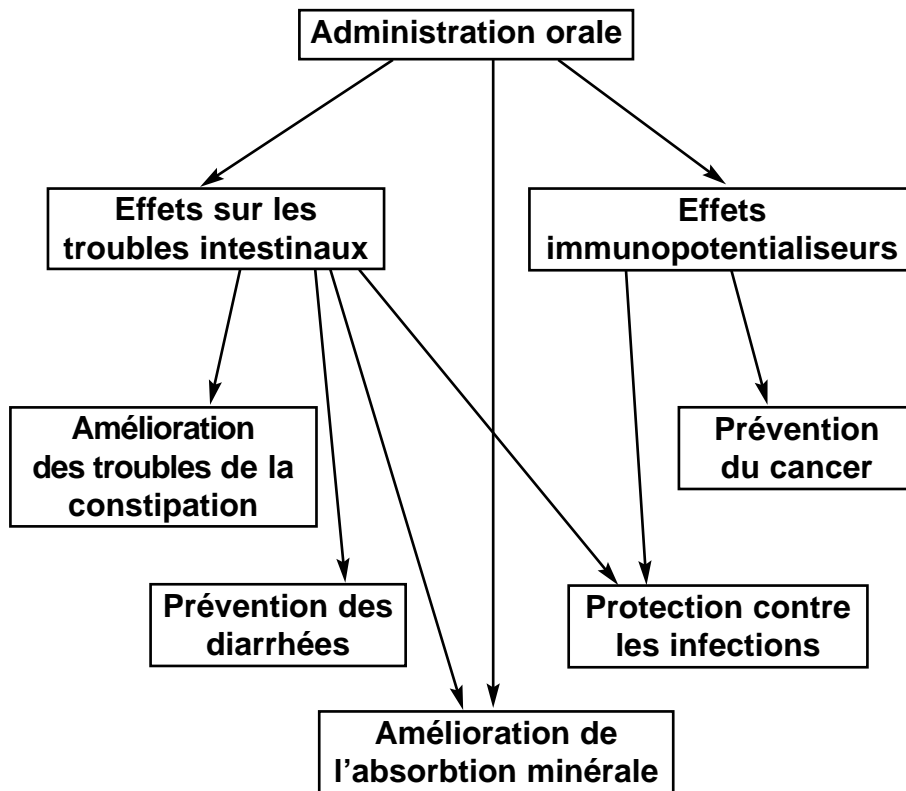 Administration orale
Effets sur les
troubles intestinaux
Effets
immunopotentialiseurs
Amélioration
des troubles de la
constipation
Prévention
du cancer
Prévention des
diarrhées
Protection contre
les infections
Amélioration de
l’absorbtion minérale